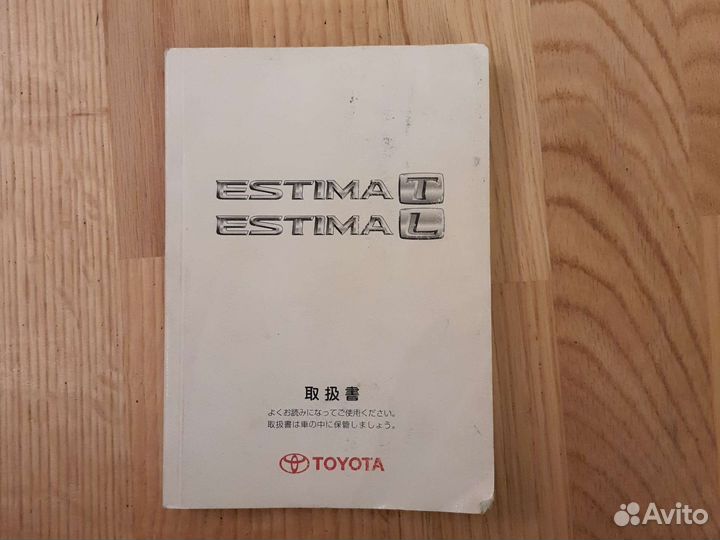 ESTIMA T
ESTIMA L
取扱書
よくお読みになってご使用ください。
取扱書は車の中に保管しましょう。
TOYOTA
Avito